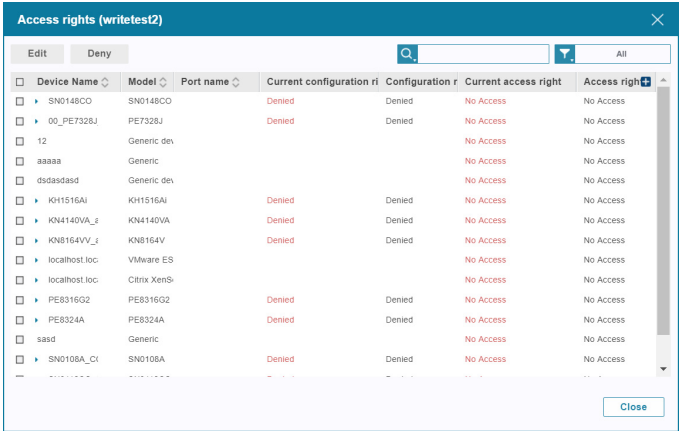 Access rights (writetest2)
Edit Deny All
Device Name Model Port name Current configuration ri Configuration r Current access right Access righ
SN0148CO SN0148CO Denied Denied No Access No Access
00_PE7328J PE7328J Denied Denied No Access No Access
12 Generic dev No Access No Access
aaaaa Generic No Access No Access
dsdasdasd Generic dev No Access No Access
KH1516Ai KH1516Ai Denied Denied No Access No Access
KN4140VA_a KN4140VA Denied Denied No Access No Access
KN8164VV_a KN8164V Denied Denied No Access No Access
localhost.loc VMware ES No Access No Access
localhost.loc Citrix XenS No Access No Access
PE8316G2 PE8316G2 Denied Denied No Access No Access
PE8324A PE8324A Denied Denied No Access No Access
sasd Generic No Access No Access
SN0108A_C SN0108A Denied Denied No Access No Access
Close